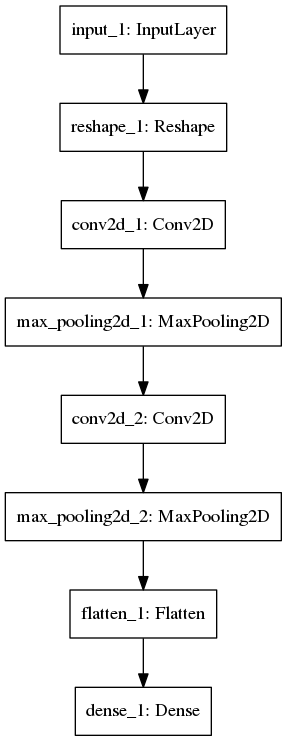 input_1: InputLayer
reshape_1: Reshape
conv2d_1: Conv2D
max_pooling2d_1: MaxPooling2D
conv2d_2: Conv2D
max_pooling2d_2: MaxPooling2D
flatten_1: Flatten
dense_1: Dense